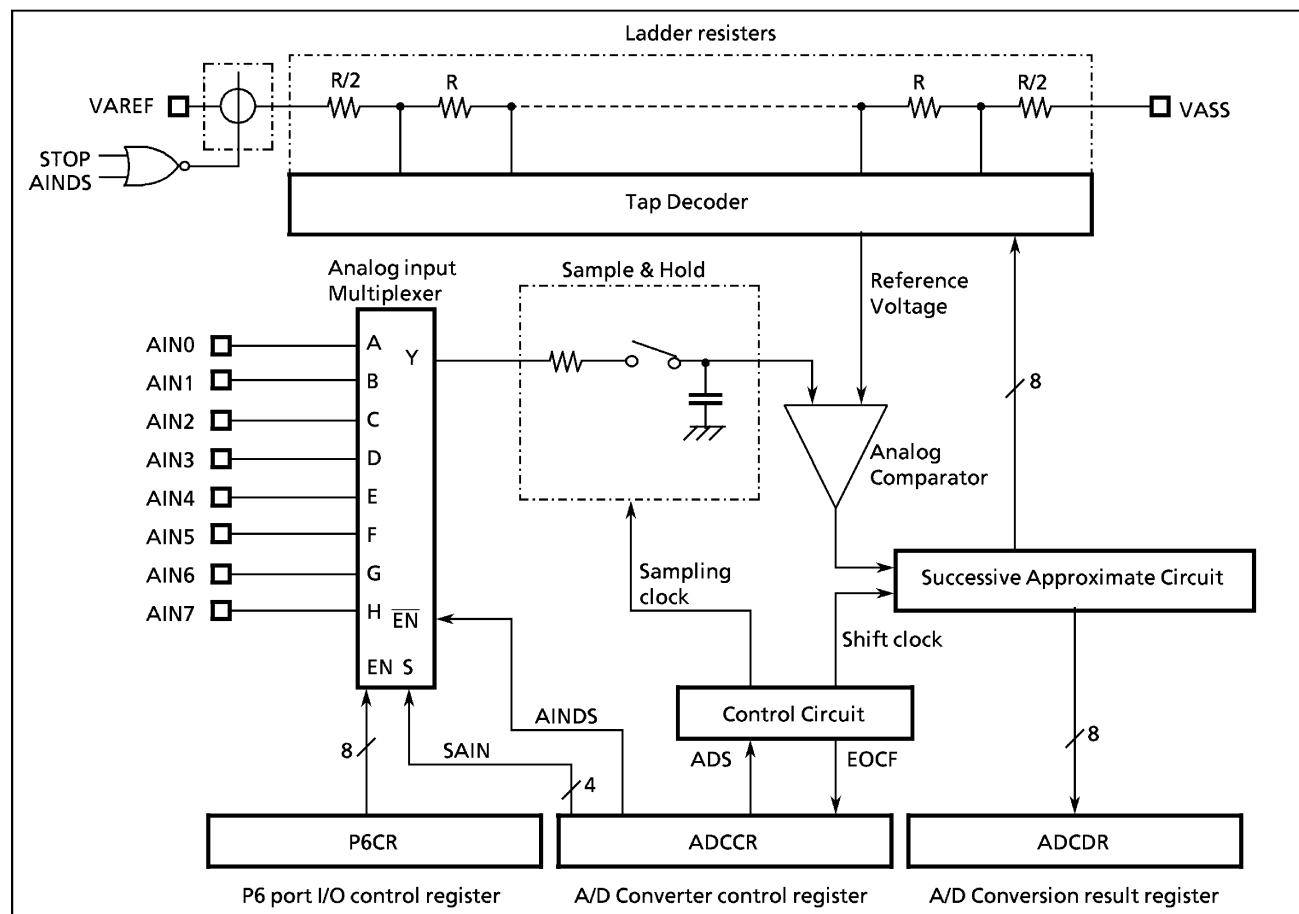 Ladder resisters
R/2
R
R
R/2
VAREF
VASS
STOP
AINDS
Tap Decoder
Analog input
Multiplexer
Sample & Hold
Reference
Voltage
AIN0
A
Y
AIN1
B
8
AIN2
C
AIN3
D
Analog
Comparator
AIN4
E
AIN5
F
AIN6
G
Sampling
clock
Successive Approximate Circuit
AIN7
H
EN
Shift clock
EN S
AINDS
Control Circuit
8
SAIN
ADS
EOCF
8
4
P6CR
ADCCR
ADCDR
P6 port I/O control register
A/D Converter control register
A/D Conversion result register